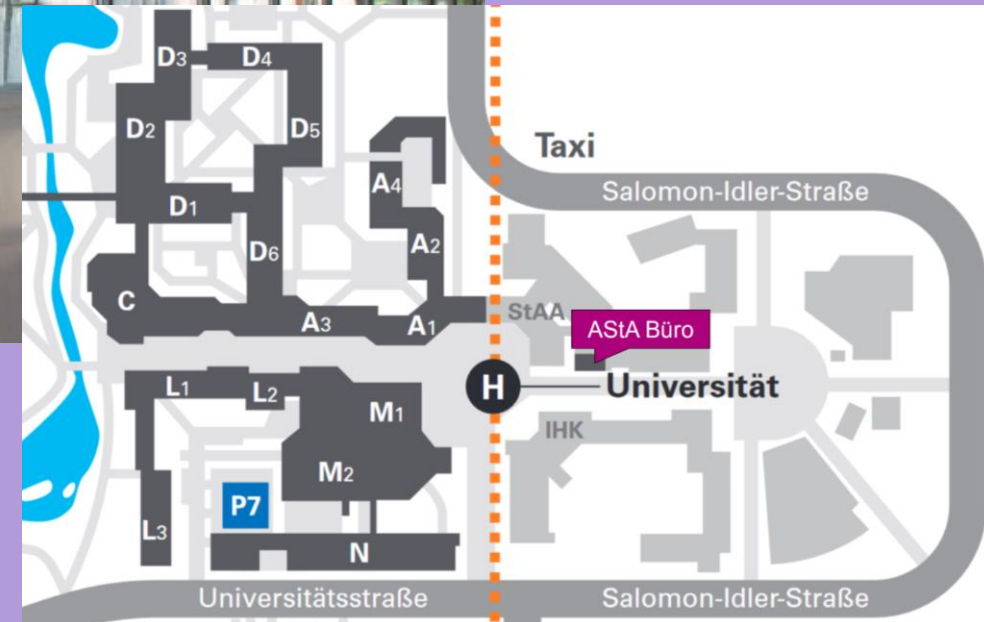 D3
D4
D2
D5
Taxi
A4
Salomon-Idler-Straße
D1
A2
D6
C
StAA
A3
A1
AStA Büro
L1
L2
H
Universität
M1
IHK
M2
P7
L3
N
Universitätsstraße
Salomon-Idler-Straße